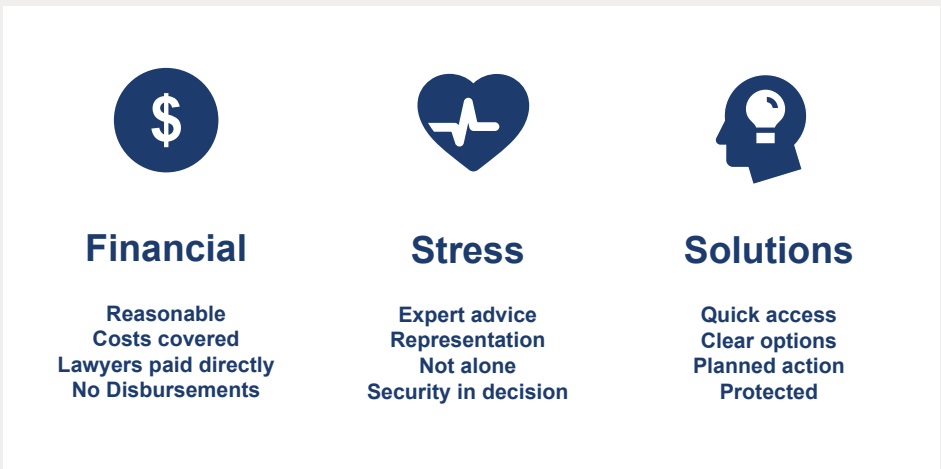 $
Financial
Reasonable
Costs covered
Lawyers paid directly
No Disbursements
Stress
Expert advice
Representation
Not alone
Security in decision
Solutions
Quick access
Clear options
Planned action
Protected